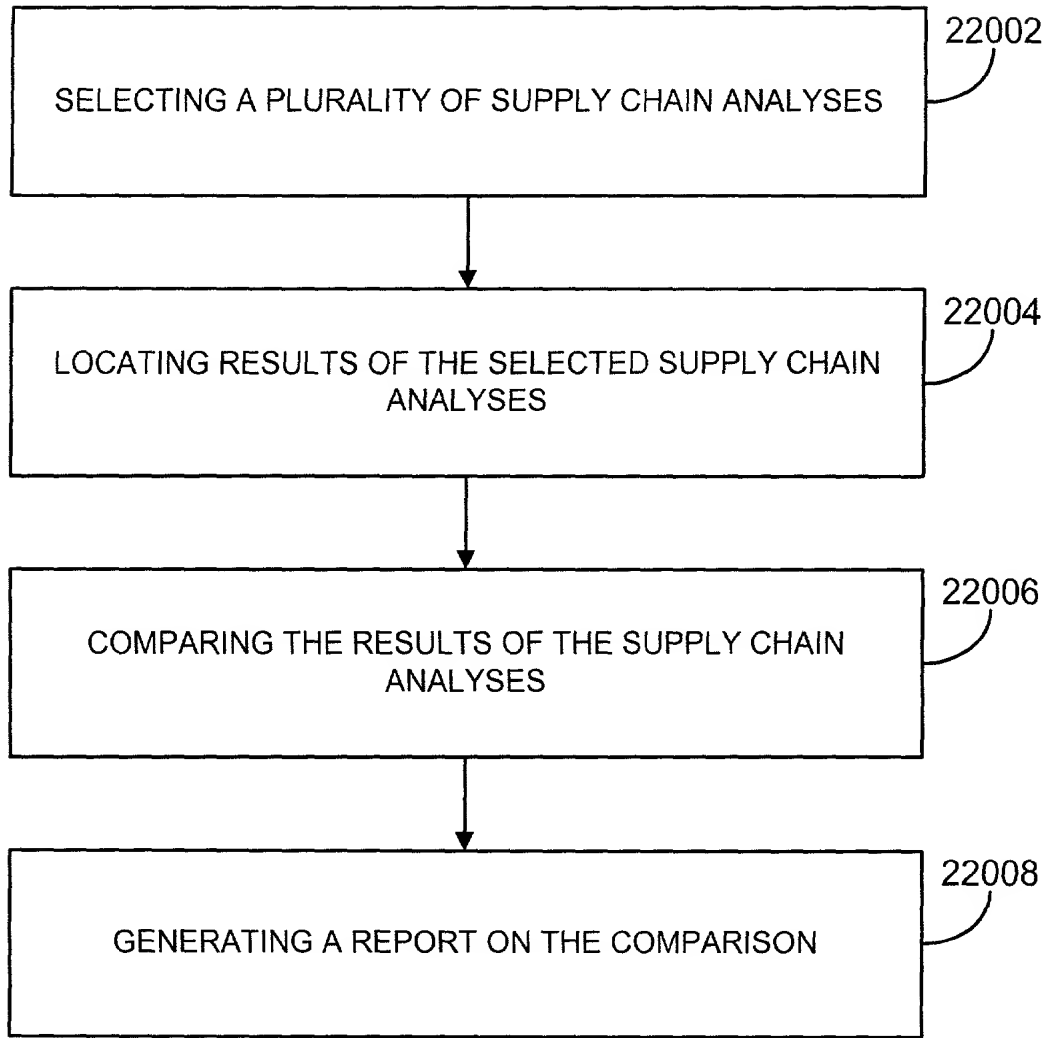 22002
SELECTING A PLURALITY OF SUPPLY CHAIN ANALYSES
22004
LOCATING RESULTS OF THE SELECTED SUPPLY CHAIN
ANALYSES
22006
COMPARING THE RESULTS OF THE SUPPLY CHAIN
ANALYSES
22008
GENERATING A REPORT ON THE COMPARISON